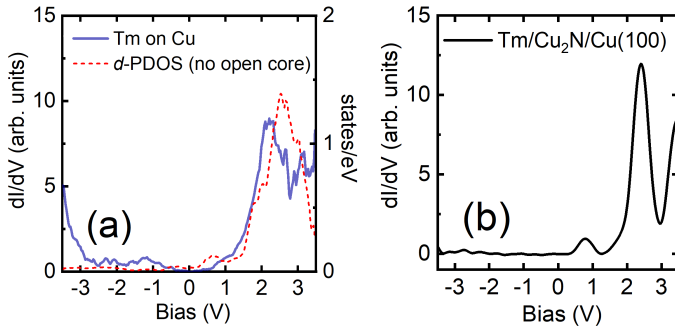 Tm on Cu
d-PDOS (no open core)
dI/dV (arb. units)
15
10
5
0
2
1
0
states/eV
(a)
-3 -2 -1 0 1 2 3
Bias (V)
Tm/Cu₂N/Cu(100)
dI/dV (arb. units)
15
10
5
0
(b)
-3 -2 -1 0 1 2 3
Bias (V)